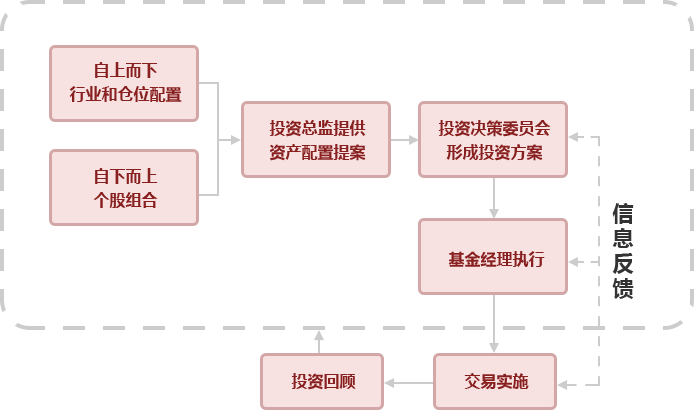 自上而下
行业和仓位配置
自下而上
个股组合
投资总监提供
资产配置提案
投资决策委员会
形成投资方案
基金经理执行
信息反馈
投资回顾
交易实施